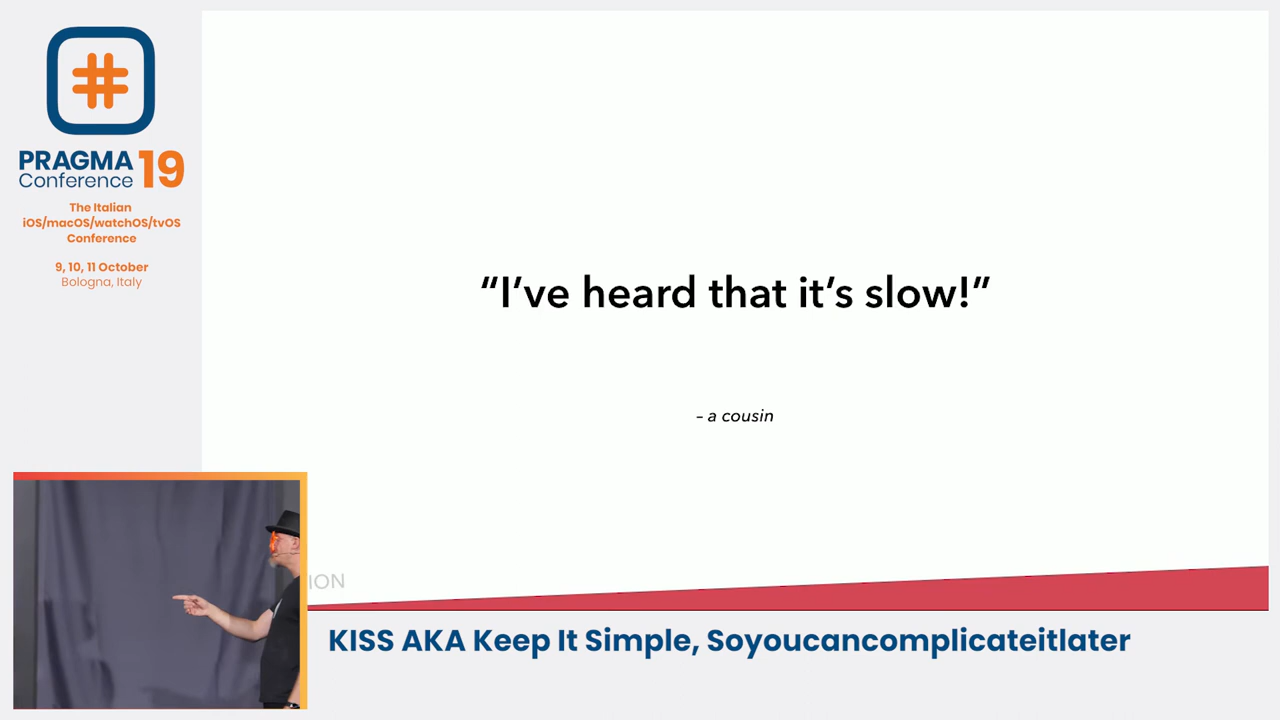 PRAGMA 19
Conference
The Italian
iOS/macOS/watchOS/tvOS
Conference
9, 10, 11 October
Bologna, Italy
“I’ve heard that it’s slow!”
– a cousin
ION
KISS AKA Keep It Simple, Soyoucancomplicateitlater